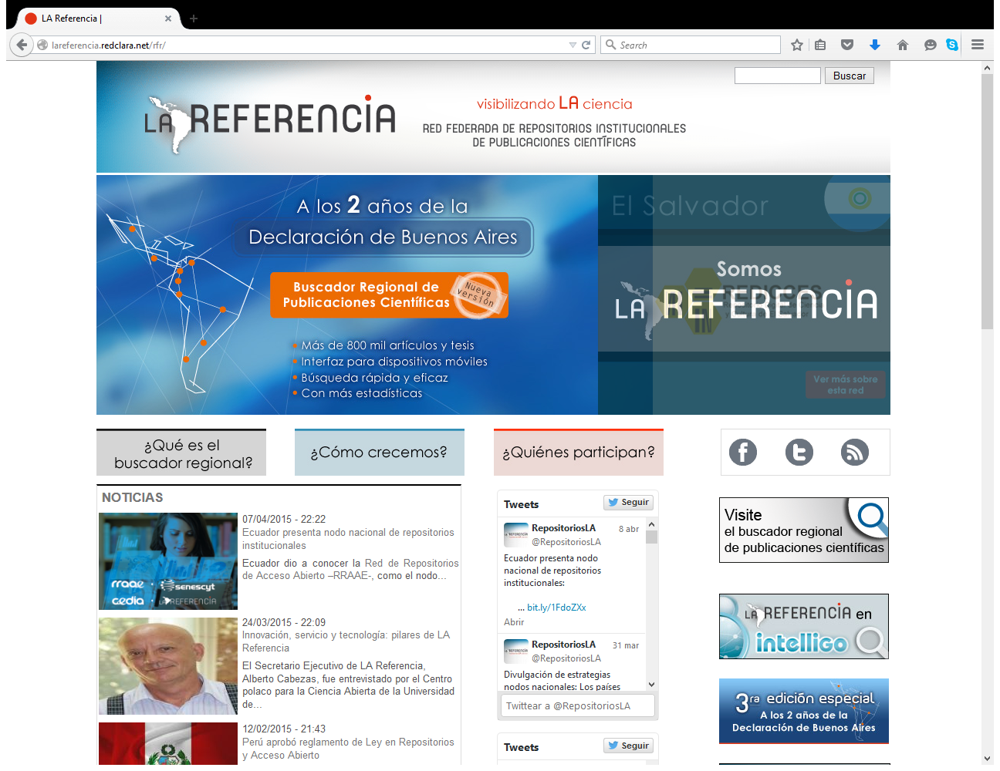 LA Referencia |
lareferencia.redclara.net/rfr/
Search
Buscar
LA REFERENCIA
visibilizando LA ciencia
RED FEDERADA DE REPOSITORIOS INSTITUCIONALES
DE PUBLICACIONES CIENTÍFICAS
A los 2 años de la
Declaración de Buenos Aires
Buscador Regional de
Publicaciones Científicas
Nueva
versión
Más de 800 mil artículos y tesis
Interfaz para dispositivos móviles
Búsqueda rápida y eficaz
Con más estadísticas
El Salvador
Somos
LA REFERENCIA
Ver más sobre
esta red
¿Qué es el
buscador regional?
¿Cómo crecemos?
¿Quiénes participan?
NOTICIAS
rraae
senescyt
cedia
LA REFERENCIA
07/04/2015 - 22:22
Ecuador presenta nodo nacional de repositorios
institucionales
Ecuador dio a conocer la Red de Repositorios
de Acceso Abierto –RRAAE-, como el nodo...
24/03/2015 - 22:09
Innovación, servicio y tecnología: pilares de LA
Referencia
El Secretario Ejecutivo de LA Referencia,
Alberto Cabezas, fue entrevistado por el Centro
polaco para la Ciencia Abierta de la Universidad
de...
12/02/2015 - 21:43
Perú aprobó reglamento de Ley en Repositorios
y Acceso Abierto
Tweets
Seguir
RepositoriosLA
8 abr
@RepositoriosLA
Ecuador presenta nodo
nacional de repositorios
institucionales:
... bit.ly/1FdoZXx
Abrir
RepositoriosLA
31 mar
@RepositoriosLA
Divulgación de estrategias
nodos nacionales: Los países
Twittear a @RepositoriosLA
Tweets
Seguir
Visite
el buscador regional
de publicaciones científicas
LA REFERENCIA en
intelligo
3ra edición especial
A los 2 años de la
Declaración de Buenos Aires